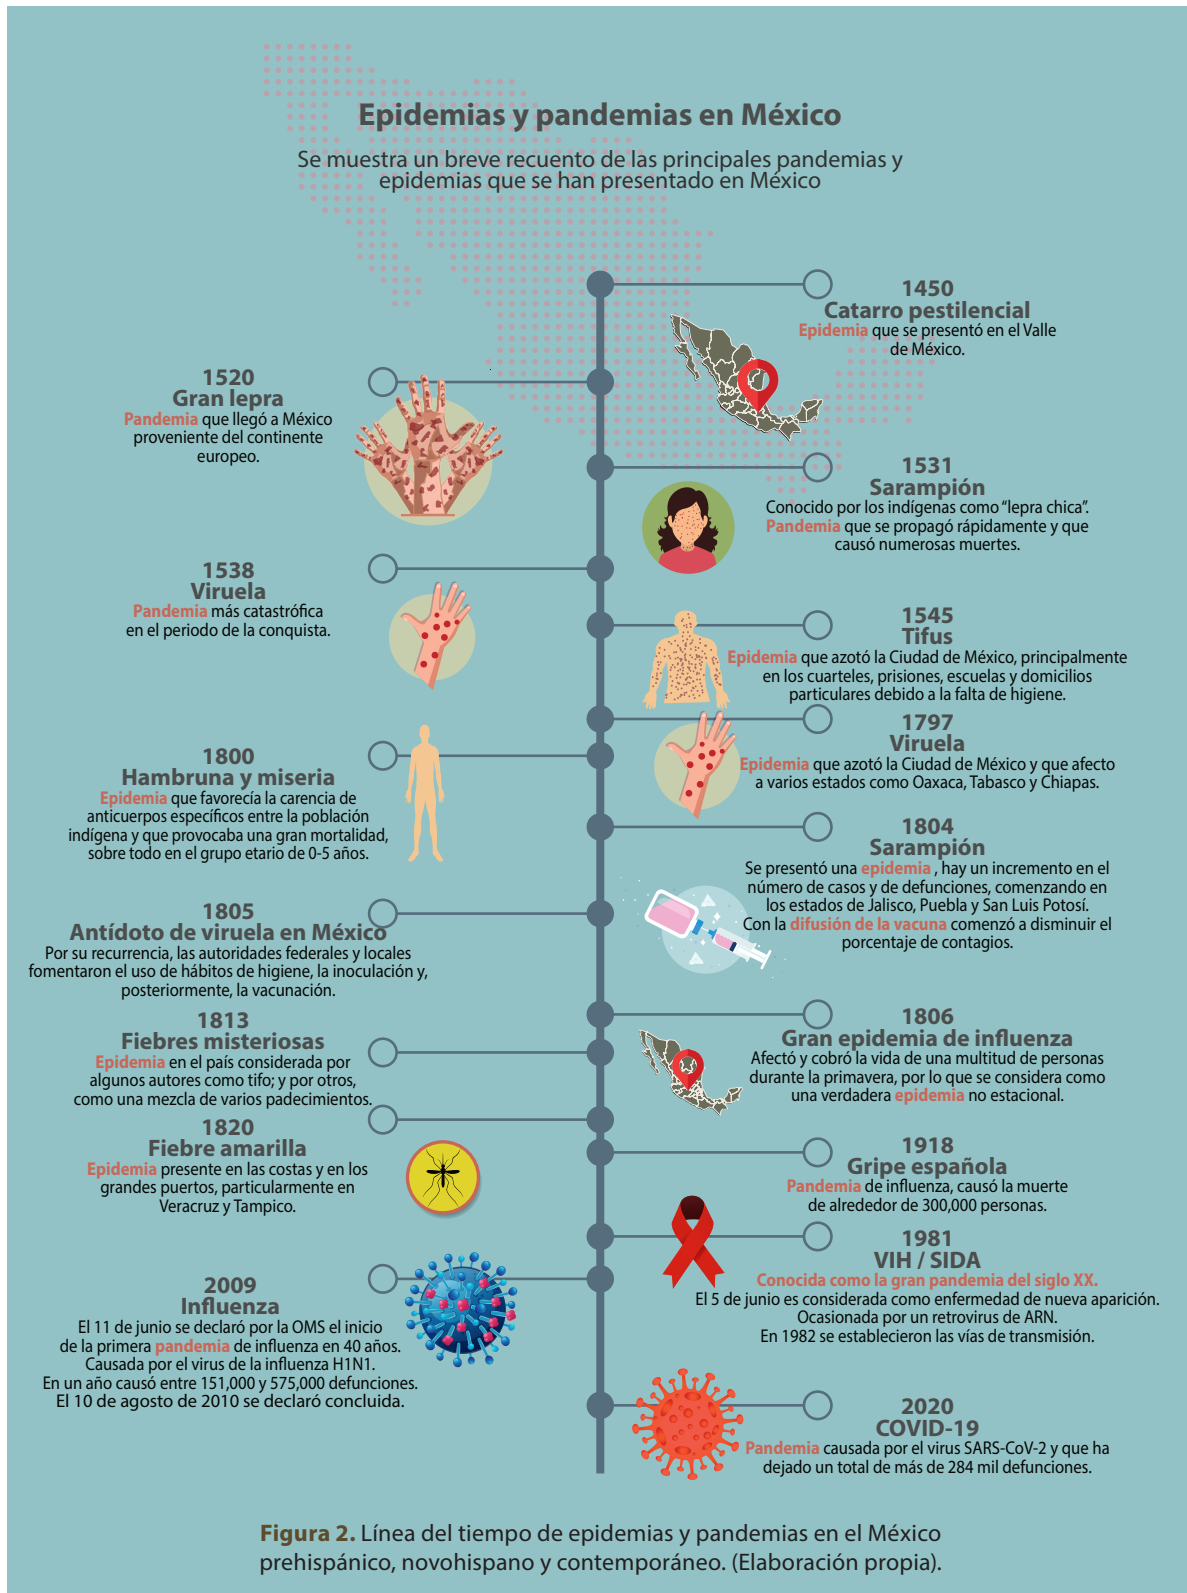 Epidemias y pandemias en México
Se muestra un breve recuento de las principales pandemias y
epidemias que se han presentado en México
1450
Catarro pestilencial
Epidemia que se presentó en el Valle
de México.
1520
Gran lepra
Pandemia que llegó a México
proveniente del continente
europeo.
1531
Sarampión
Conocido por los indígenas como “lepra chica”.
Pandemia que se propagó rápidamente y que
causó numerosas muertes.
1538
Viruela
Pandemia más catastrófica
en el periodo de la conquista.
1545
Tifus
Epidemia que azotó la Ciudad de México, principalmente
en los cuarteles, prisiones, escuelas y domicilios
particulares debido a la falta de higiene.
1797
Viruela
Epidemia que azotó la Ciudad de México y que afecto
a varios estados como Oaxaca, Tabasco y Chiapas.
1800
Hambruna y miseria
Epidemia que favorecía la carencia de
anticuerpos específicos entre la población
indígena y que provocaba una gran mortalidad,
sobre todo en el grupo etario de 0-5 años.
1804
Sarampión
Se presentó una epidemia , hay un incremento en el
número de casos y de defunciones, comenzando en
los estados de Jalisco, Puebla y San Luis Potosí.
Con la difusión de la vacuna comenzó a disminuir el
porcentaje de contagios.
1805
Antídoto de viruela en México
Por su recurrencia, las autoridades federales y locales
fomentaron el uso de hábitos de higiene, la inoculación y,
posteriormente, la vacunación.
1806
Gran epidemia de influenza
Afectó y cobró la vida de una multitud de personas
durante la primavera, por lo que se considera como
una verdadera epidemia no estacional.
1813
Fiebres misteriosas
Epidemia en el país considerada por
algunos autores como tifo; y por otros,
como una mezcla de varios padecimientos.
1820
Fiebre amarilla
Epidemia presente en las costas y en los
grandes puertos, particularmente en
Veracruz y Tampico.
1918
Gripe española
Pandemia de influenza, causó la muerte
de alrededor de 300,000 personas.
1981
VIH / SIDA
Conocida como la gran pandemia del siglo XX.
El 5 de junio es considerada como enfermedad de nueva aparición.
Ocasionada por un retrovirus de ARN.
En 1982 se establecieron las vías de transmisión.
2009
Influenza
El 11 de junio se declaró por la OMS el inicio
de la primera pandemia de influenza en 40 años.
Causada por el virus de la influenza H1N1.
En un año causó entre 151,000 y 575,000 defunciones.
El 10 de agosto de 2010 se declaró concluida.
2020
COVID-19
Pandemia causada por el virus SARS-CoV-2 y que ha
dejado un total de más de 284 mil defunciones.
Figura 2. Línea del tiempo de epidemias y pandemias en el México
prehispánico, novohispano y contemporáneo. (Elaboración propia).